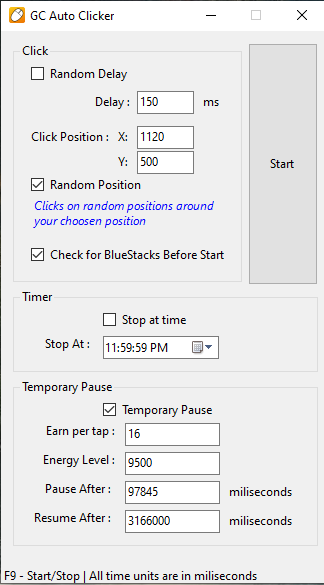 GC Auto Clicker
Click
Random Delay
Delay : 150 ms
Click Position : X: 1120
Y: 500
Random Position
Clicks on random positions around
your choosen position
Check for BlueStacks Before Start
Start
Timer
Stop at time
Stop At : 11:59:59 PM
Temporary Pause
Temporary Pause
Earn per tap : 16
Energy Level : 9500
Pause After : 97845 miliseconds
Resume After : 3166000 miliseconds
F9 - Start/Stop | All time units are in miliseconds